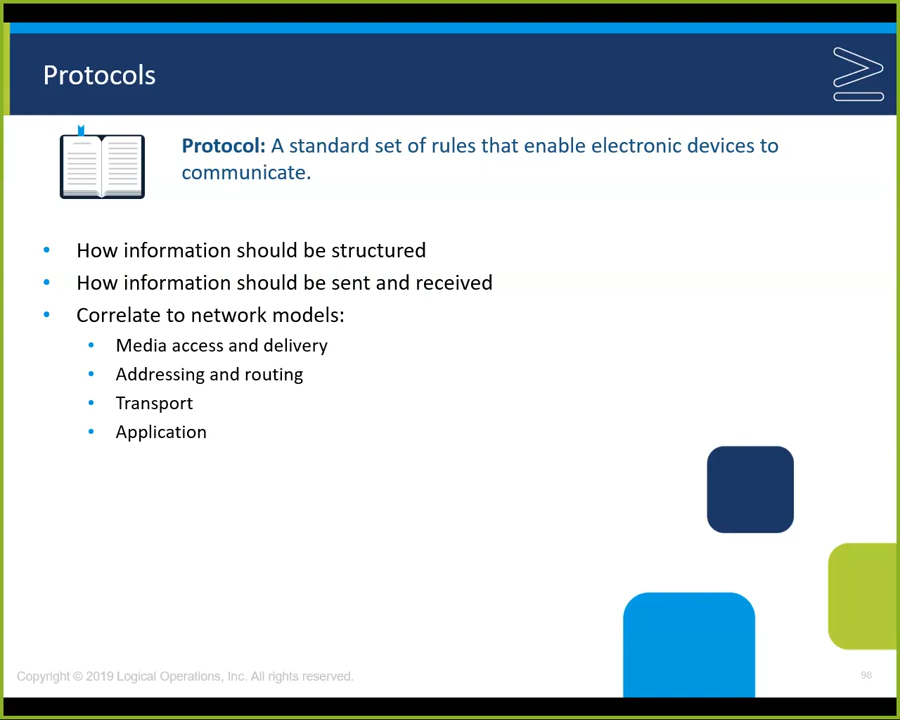 Protocols
Protocol: A standard set of rules that enable electronic devices to
communicate.
• How information should be structured
• How information should be sent and received
• Correlate to network models:
• Media access and delivery
• Addressing and routing
• Transport
• Application
Copyright © 2019 Logical Operations, Inc. All rights reserved.
98